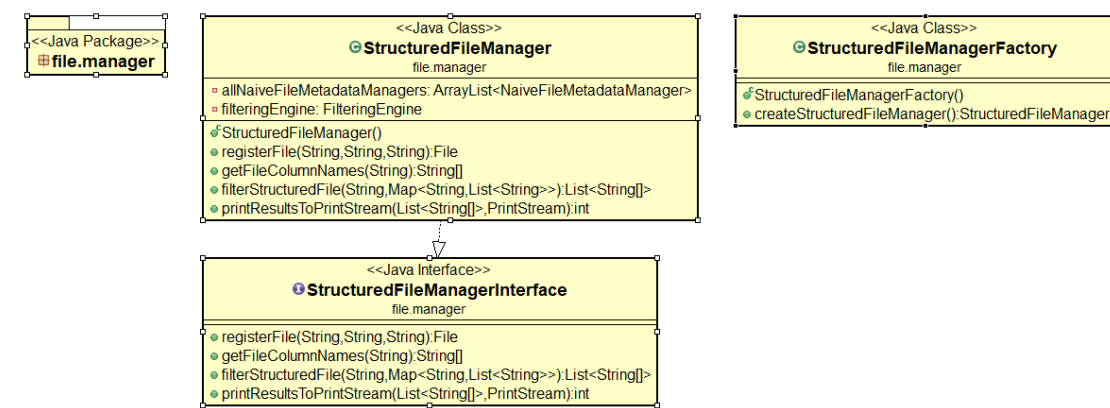 <<Java Package>>
file.manager
<<Java Class>>
StructuredFileManager
file.manager
allNaiveFileMetadataManagers: ArrayList<NaiveFileMetadataManager>
filteringEngine: FilteringEngine
StructuredFileManager()
registerFile(String,String,String):File
getFileColumnNames(String):String[]
filterStructuredFile(String,Map<String,List<String>>):List<String[]>
printResultsToPrintStream(List<String[]>,PrintStream):int
<<Java Class>>
StructuredFileManagerFactory
file.manager
StructuredFileManagerFactory()
createStructuredFileManager():StructuredFileManager
<<Java Interface>>
StructuredFileManagerInterface
file.manager
registerFile(String,String,String):File
getFileColumnNames(String):String[]
filterStructuredFile(String,Map<String,List<String>>):List<String[]>
printResultsToPrintStream(List<String[]>,PrintStream):int